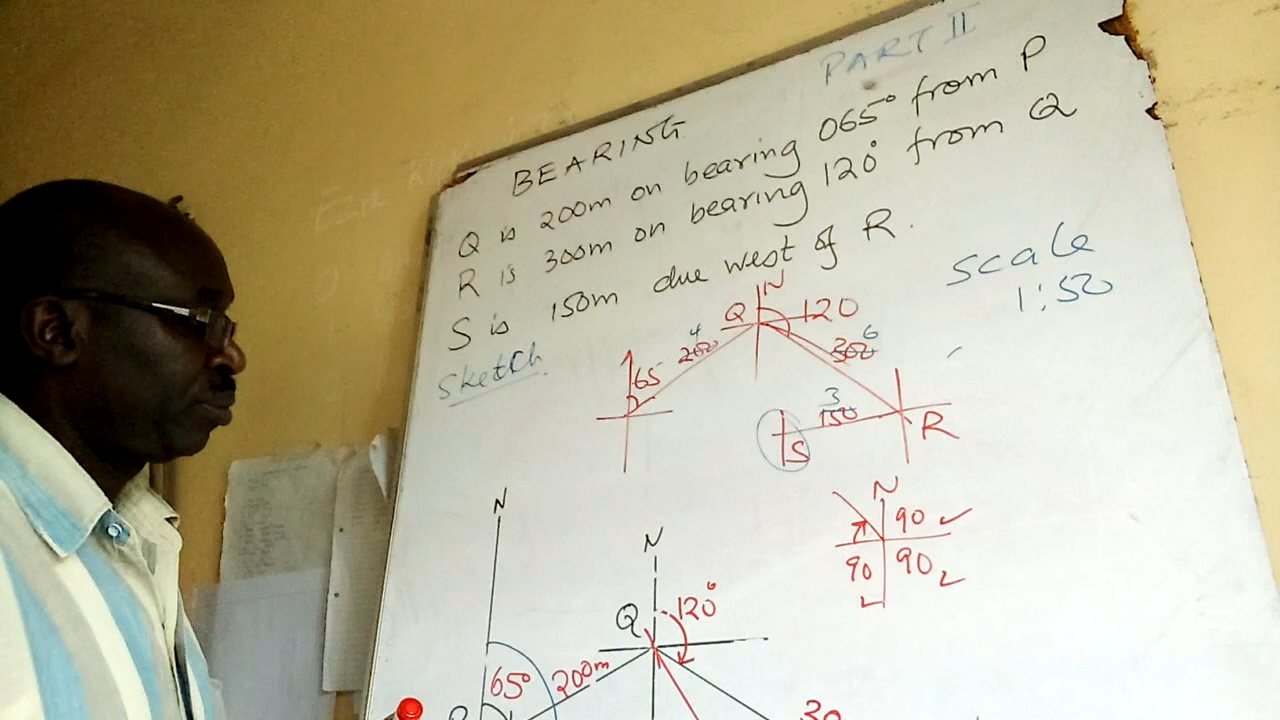 PART II
BEARING
Q is 200m on bearing 065° from P
R is 300m on bearing 120° from Q
S is 150m due west of R.
scale
1:50
Sketch.
N
Q 120
4
200
6
300
65
3
150
S
R
N
90
90 90
N
N
Q 120°
65° 200m
30